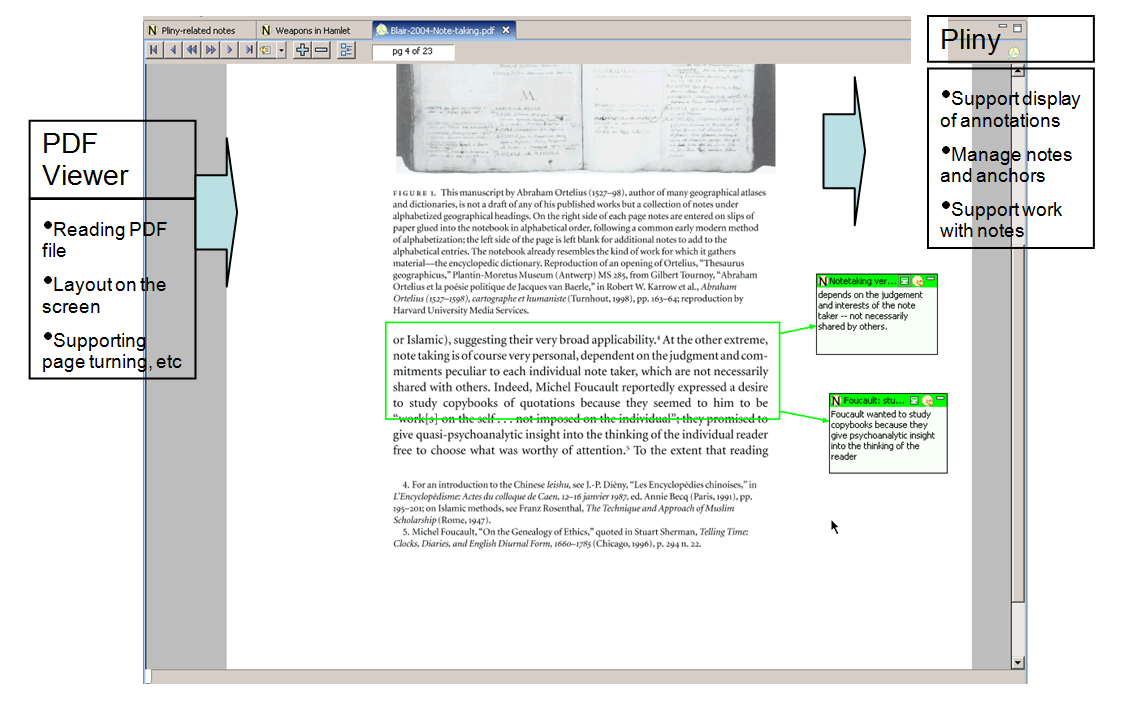 Pliny-related notes
Weapons in Hamlet
Blair-2004-Note-taking.pdf
pg 4 of 23
PDF
Viewer
•Reading PDF
file
•Layout on the
screen
•Supporting
page turning, etc
Pliny
•Support display
of annotations
•Manage notes
and anchors
•Support work
with notes
FIGURE 1. This manuscript by Abraham Ortelius (1527–98), author of many geographical atlases
and dictionaries, is not a draft of any of his published works but a collection of notes under
alphabetized geographical headings. On the right side of each page notes are entered on slips of
paper glued into the notebook in alphabetical order, following a common early modern method
of alphabetization; the left side of the page is left blank for additional notes to add to the
alphabetical entries. The notebook already resembles the kind of work for which it gathers
material—the encyclopedic dictionary. Reproduction of an opening of Ortelius, “Thesaurus
geographicus,” Plantin-Moretus Museum (Antwerp) MS 285, from Gilbert Tournoy, “Abraham
Ortelius et la poésie politique de Jacques van Baerle,” in Robert W. Karrow et al., Abraham
Ortelius (1527–1598), cartographe et humaniste (Turnhout, 1998), pp. 163–64; reproduction by
Harvard University Media Services.
or Islamic), suggesting their very broad applicability.⁴ At the other extreme,
note taking is of course very personal, dependent on the judgment and com-
mitments peculiar to each individual note taker, which are not necessarily
shared with others. Indeed, Michel Foucault reportedly expressed a desire
to study copybooks of quotations because they seemed to him to be
“work[s] on the self . . . not imposed on the individual”; they promised to
give quasi-psychoanalytic insight into the thinking of the individual reader
free to choose what was worthy of attention.⁵ To the extent that reading
Notetaking ver...
depends on the judgement
and interests of the note
taker -- not necessarily
shared by others.
Foucault: stu...
Foucault wanted to study
copybooks because they
give psychoanalytic insight
into the thinking of the
reader
4. For an introduction to the Chinese leishu, see J.-P. Diény, “Les Encyclopédies chinoises,” in
L’Encyclopédisme: Actes du colloque de Caen, 12–16 janvier 1987, ed. Annie Becq (Paris, 1991), pp.
195–201; on Islamic methods, see Franz Rosenthal, The Technique and Approach of Muslim
Scholarship (Rome, 1947).
5. Michel Foucault, “On the Genealogy of Ethics,” quoted in Stuart Sherman, Telling Time:
Clocks, Diaries, and English Diurnal Form, 1660–1785 (Chicago, 1996), p. 294 n. 22.